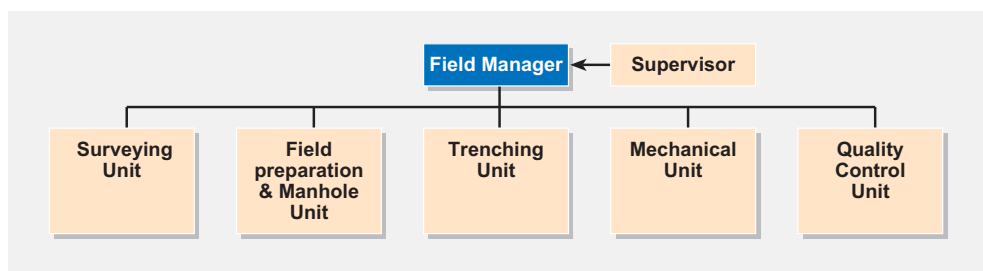 Field Manager
Supervisor
Surveying
Unit
Field
preparation
& Manhole
Unit
Trenching
Unit
Mechanical
Unit
Quality
Control
Unit